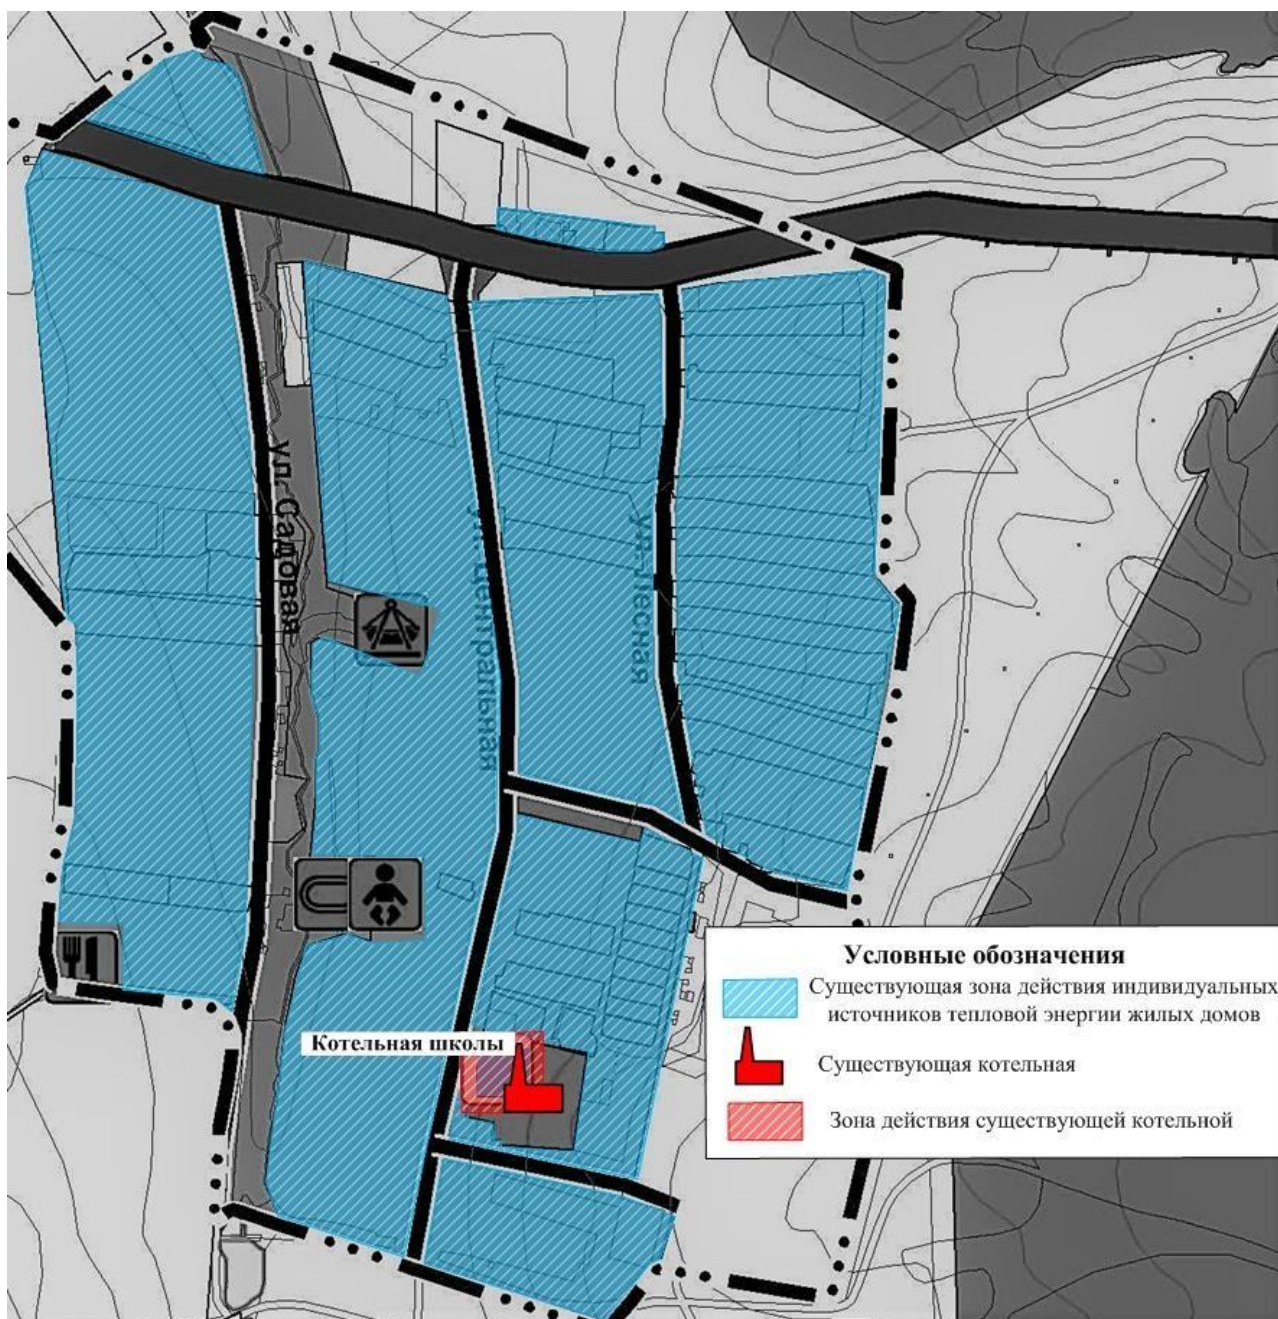 ул. Садовая
ул. Центральная
ул. Лесная
Котельная школы
Условные обозначения
Существующая зона действия индивидуальных
источников тепловой энергии жилых домов
Существующая котельная
Зона действия существующей котельной